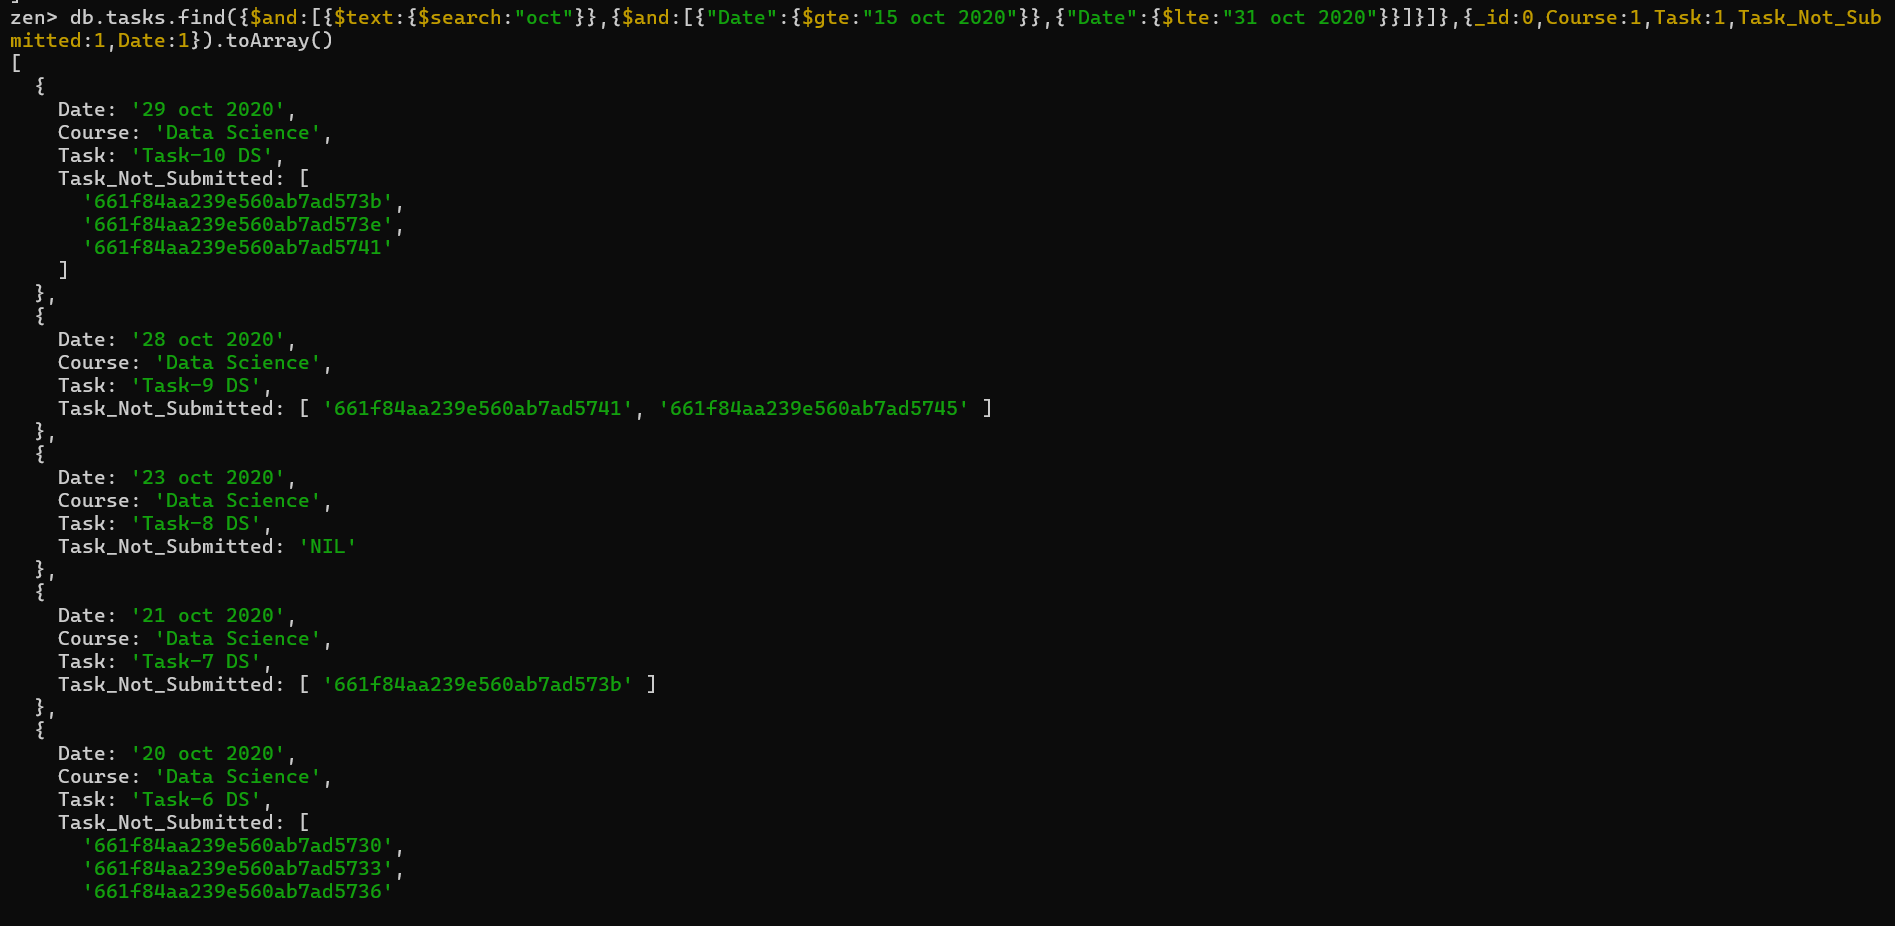 zen> db.tasks.find({$and:[{$text:{$search:"oct"}},{$and:[{"Date":{$gte:"15 oct 2020"}},{"Date":{$lte:"31 oct 2020"}}]}]},{_id:0,Course:1,Task:1,Task_Not_Sub
mitted:1,Date:1}).toArray()
[
  {
    Date: '29 oct 2020',
    Course: 'Data Science',
    Task: 'Task-10 DS',
    Task_Not_Submitted: [
      '661f84aa239e560ab7ad573b',
      '661f84aa239e560ab7ad573e',
      '661f84aa239e560ab7ad5741'
    ]
  },
  {
    Date: '28 oct 2020',
    Course: 'Data Science',
    Task: 'Task-9 DS',
    Task_Not_Submitted: [ '661f84aa239e560ab7ad5741', '661f84aa239e560ab7ad5745' ]
  },
  {
    Date: '23 oct 2020',
    Course: 'Data Science',
    Task: 'Task-8 DS',
    Task_Not_Submitted: 'NIL'
  },
  {
    Date: '21 oct 2020',
    Course: 'Data Science',
    Task: 'Task-7 DS',
    Task_Not_Submitted: [ '661f84aa239e560ab7ad573b' ]
  },
  {
    Date: '20 oct 2020',
    Course: 'Data Science',
    Task: 'Task-6 DS',
    Task_Not_Submitted: [
      '661f84aa239e560ab7ad5730',
      '661f84aa239e560ab7ad5733',
      '661f84aa239e560ab7ad5736'